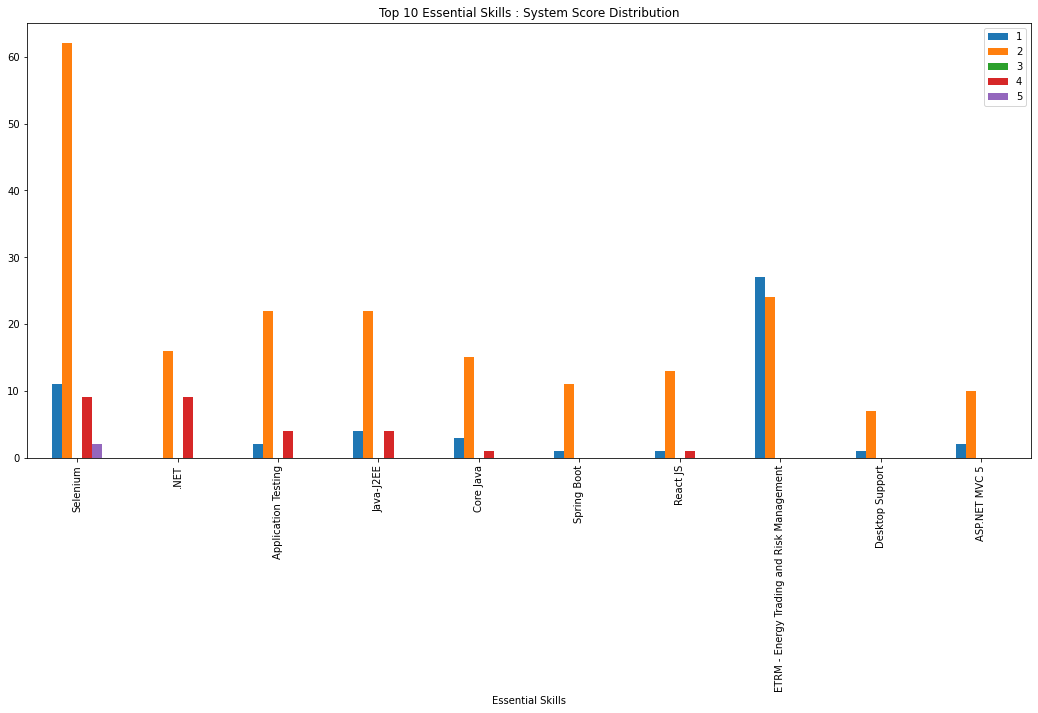 Top 10 Essential Skills : System Score Distribution
1
2
3
4
5
60
50
40
30
20
10
0
Selenium
.NET
Application Testing
Java-J2EE
Core Java
Spring Boot
React JS
ETRM - Energy Trading and Risk Management
Desktop Support
ASP.NET MVC 5
Essential Skills